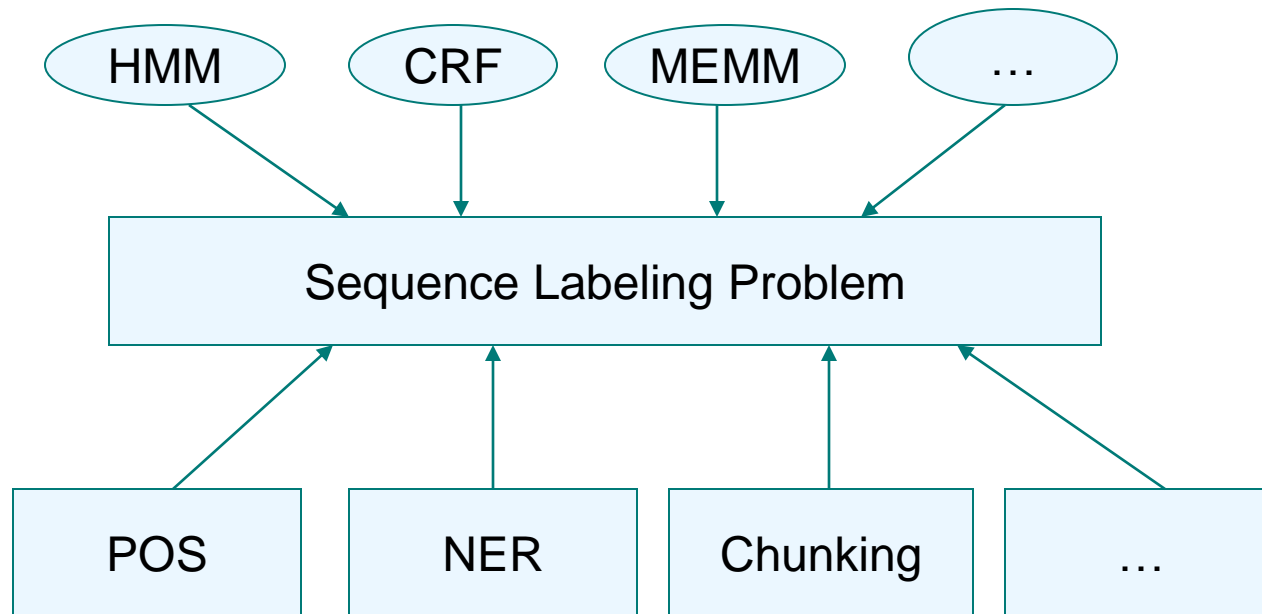 HMM
CRF
MEMM
…
Sequence Labeling Problem
POS
NER
Chunking
…